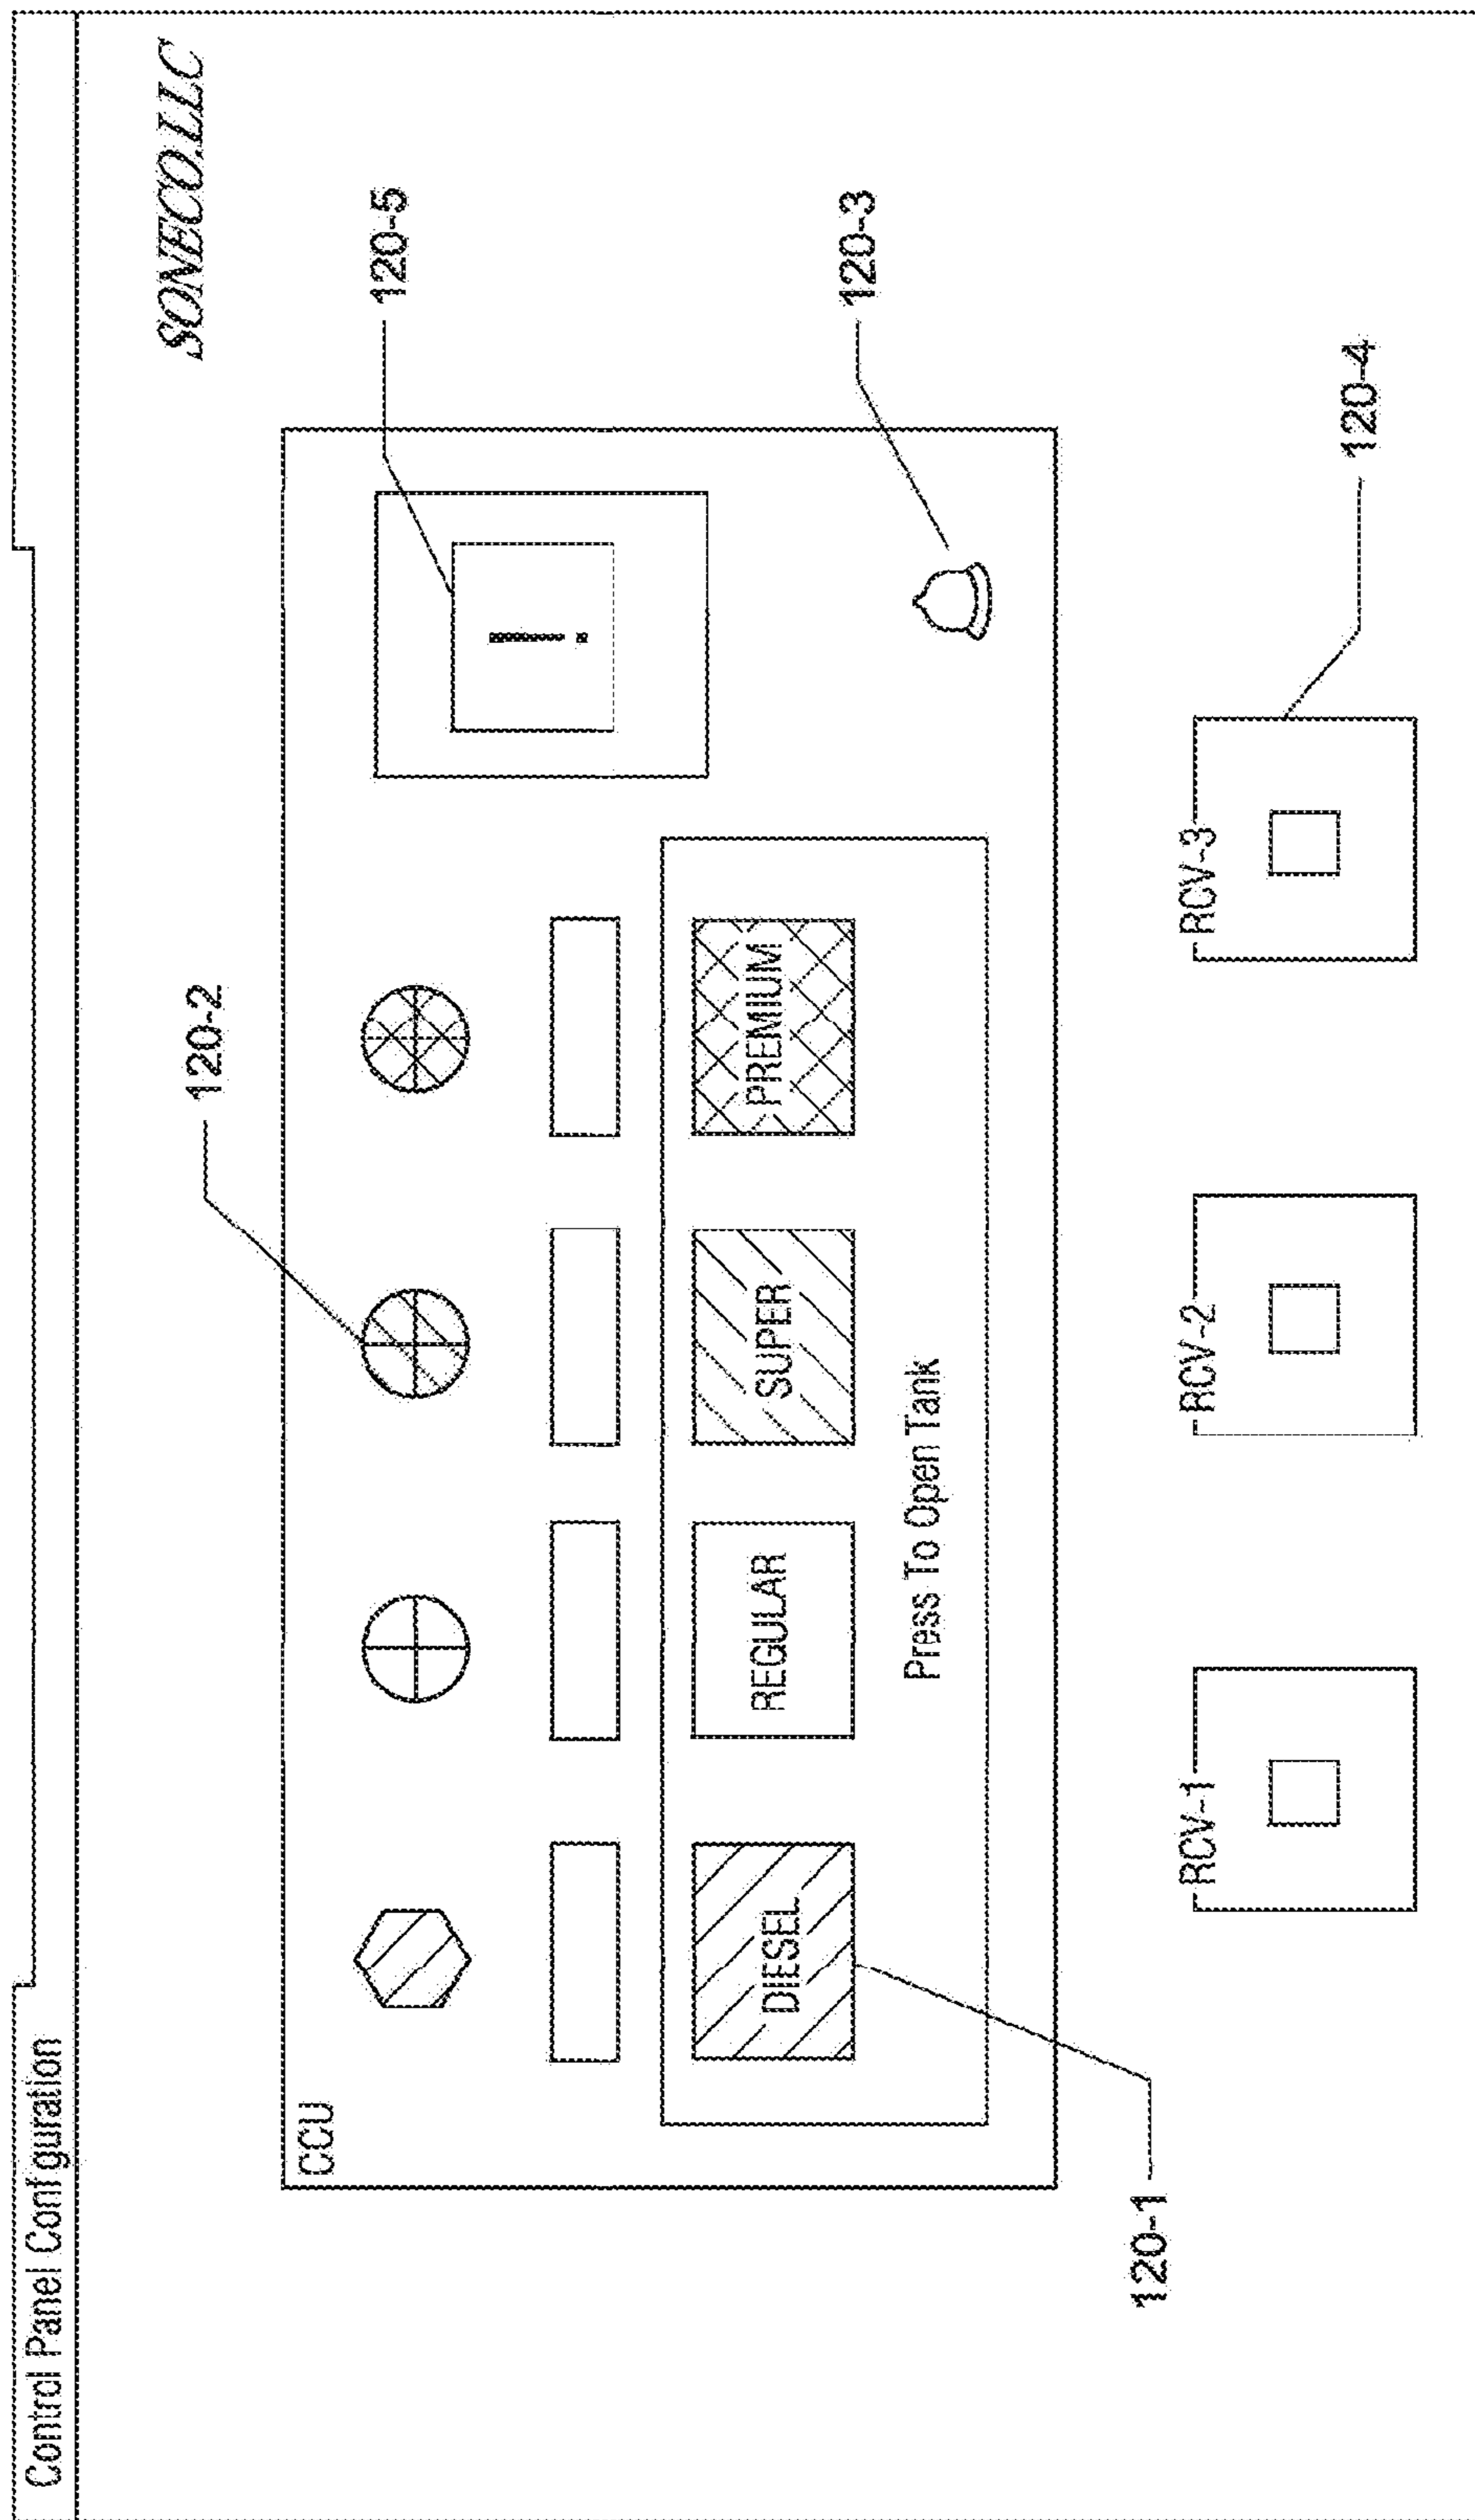 Control Panel Configuration
SONECO.LLC
120-2
120-5
CCU
!
DIESEL
REGULAR
SUPER
PREMIUM
Press To Open Tank
120-3
120-1
RCV-1
RCV-2
RCV-3
120-4